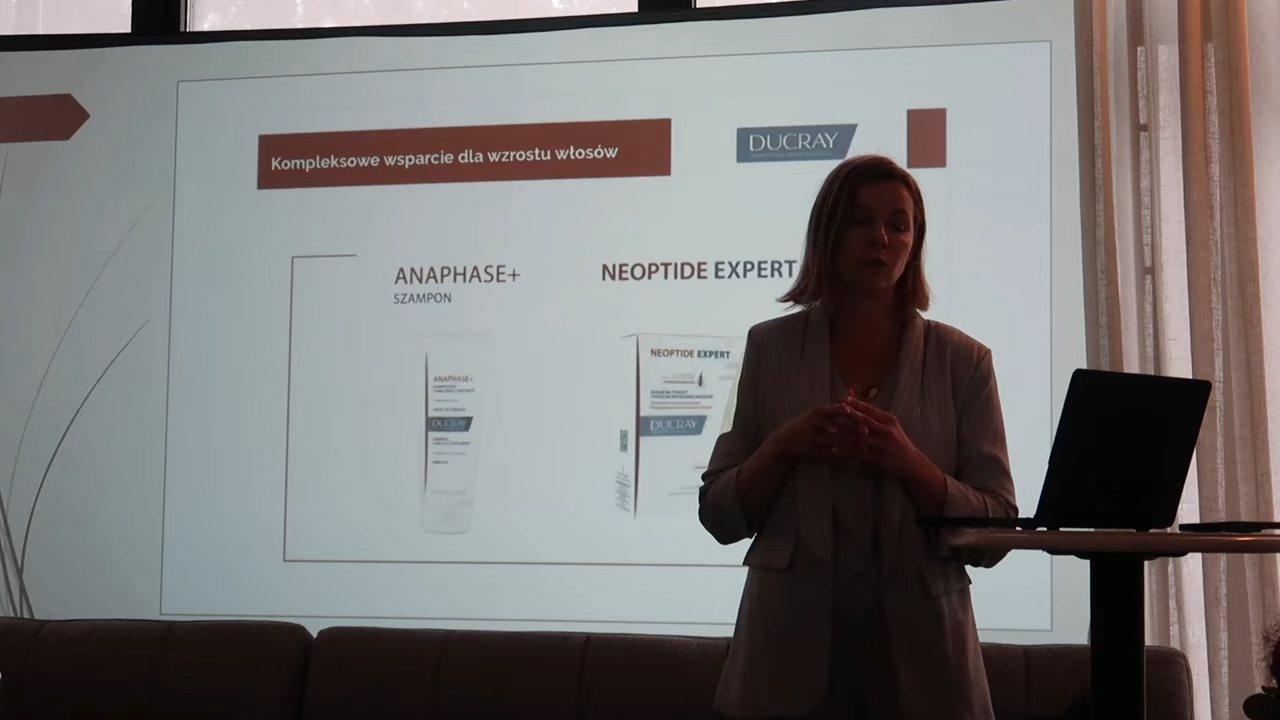 Kompleksowe wsparcie dla wzrostu włosów
DUCRAY
ANAPHASE+
SZAMPON
NEOPTIDE EXPERT
ANAPHASE+
DUCRAY
NEOPTIDE EXPERT
DUCRAY